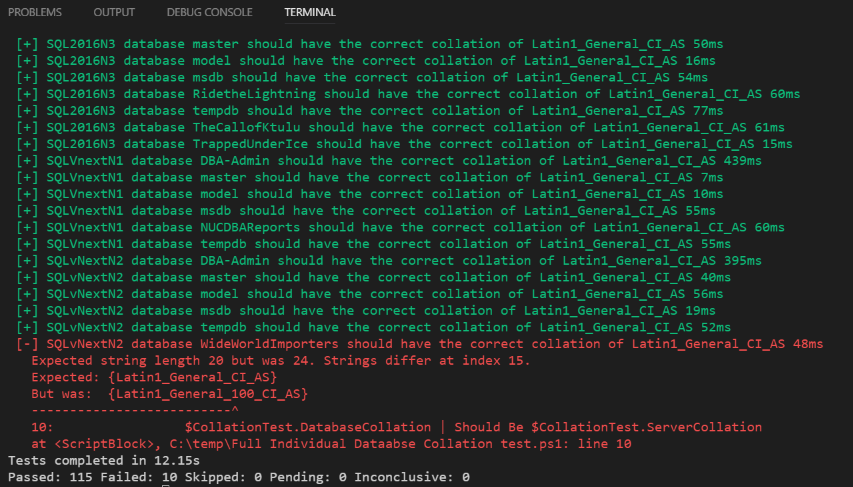 PROBLEMS OUTPUT DEBUG CONSOLE TERMINAL
[+] SQL2016N3 database master should have the correct collation of Latin1_General_CI_AS 50ms
[+] SQL2016N3 database model should have the correct collation of Latin1_General_CI_AS 16ms
[+] SQL2016N3 database msdb should have the correct collation of Latin1_General_CI_AS 54ms
[+] SQL2016N3 database RidetheLightning should have the correct collation of Latin1_General_CI_AS 60ms
[+] SQL2016N3 database tempdb should have the correct collation of Latin1_General_CI_AS 77ms
[+] SQL2016N3 database TheCallofKtulu should have the correct collation of Latin1_General_CI_AS 61ms
[+] SQL2016N3 database TrappedUnderIce should have the correct collation of Latin1_General_CI_AS 15ms
[+] SQLVnextN1 database DBA-Admin should have the correct collation of Latin1_General_CI_AS 439ms
[+] SQLVnextN1 database master should have the correct collation of Latin1_General_CI_AS 7ms
[+] SQLVnextN1 database model should have the correct collation of Latin1_General_CI_AS 10ms
[+] SQLVnextN1 database msdb should have the correct collation of Latin1_General_CI_AS 55ms
[+] SQLVnextN1 database NUCDBAReports should have the correct collation of Latin1_General_CI_AS 60ms
[+] SQLVnextN1 database tempdb should have the correct collation of Latin1_General_CI_AS 55ms
[+] SQLvNextN2 database DBA-Admin should have the correct collation of Latin1_General_CI_AS 395ms
[+] SQLvNextN2 database master should have the correct collation of Latin1_General_CI_AS 40ms
[+] SQLvNextN2 database model should have the correct collation of Latin1_General_CI_AS 56ms
[+] SQLvNextN2 database msdb should have the correct collation of Latin1_General_CI_AS 19ms
[+] SQLvNextN2 database tempdb should have the correct collation of Latin1_General_CI_AS 52ms
[-] SQLvNextN2 database WideWorldImporters should have the correct collation of Latin1_General_CI_AS 48ms
Expected string length 20 but was 24. Strings differ at index 15.
Expected: {Latin1_General_CI_AS}
But was:  {Latin1_General_100_CI_AS}
--------------------------^
10:                 $CollationTest.DatabaseCollation | Should Be $CollationTest.ServerCollation
at <ScriptBlock>, C:\temp\Full Individual Dataabse Collation test.ps1: line 10
Tests completed in 12.15s
Passed: 115 Failed: 10 Skipped: 0 Pending: 0 Inconclusive: 0